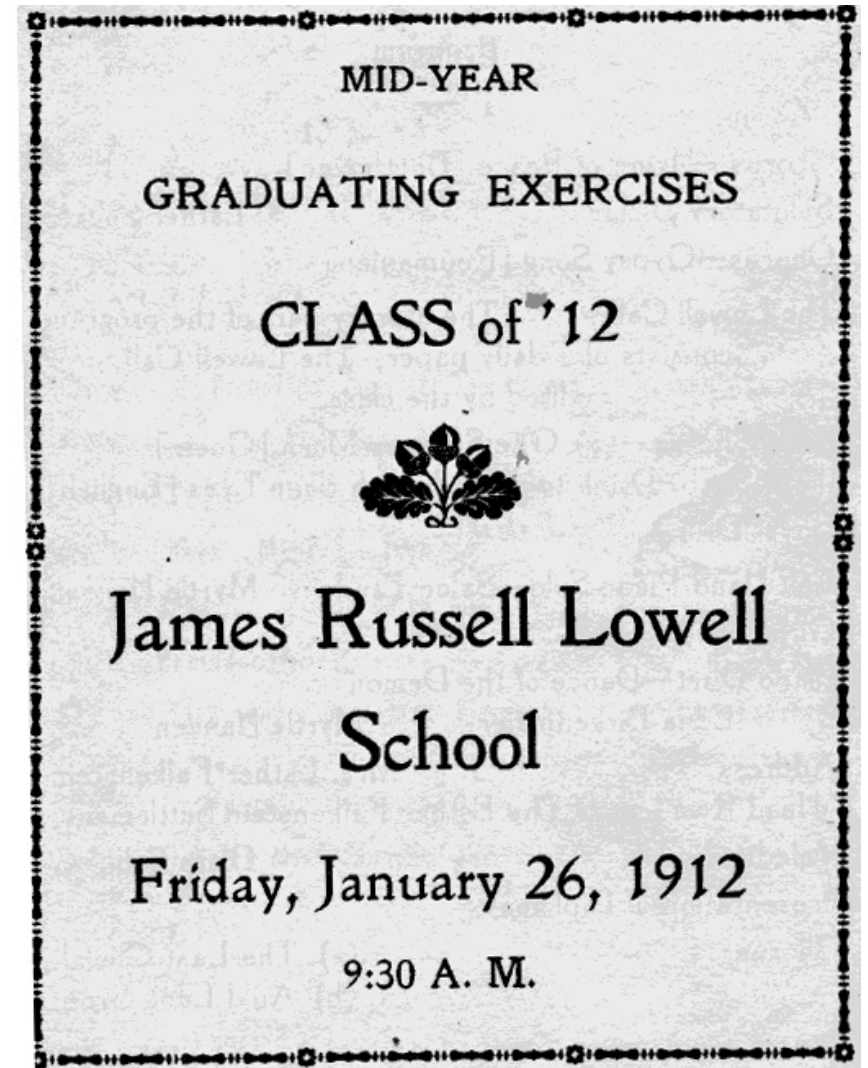 MID-YEAR
GRADUATING EXERCISES
CLASS of '12
James Russell Lowell
School
Friday, January 26, 1912
9:30 A. M.